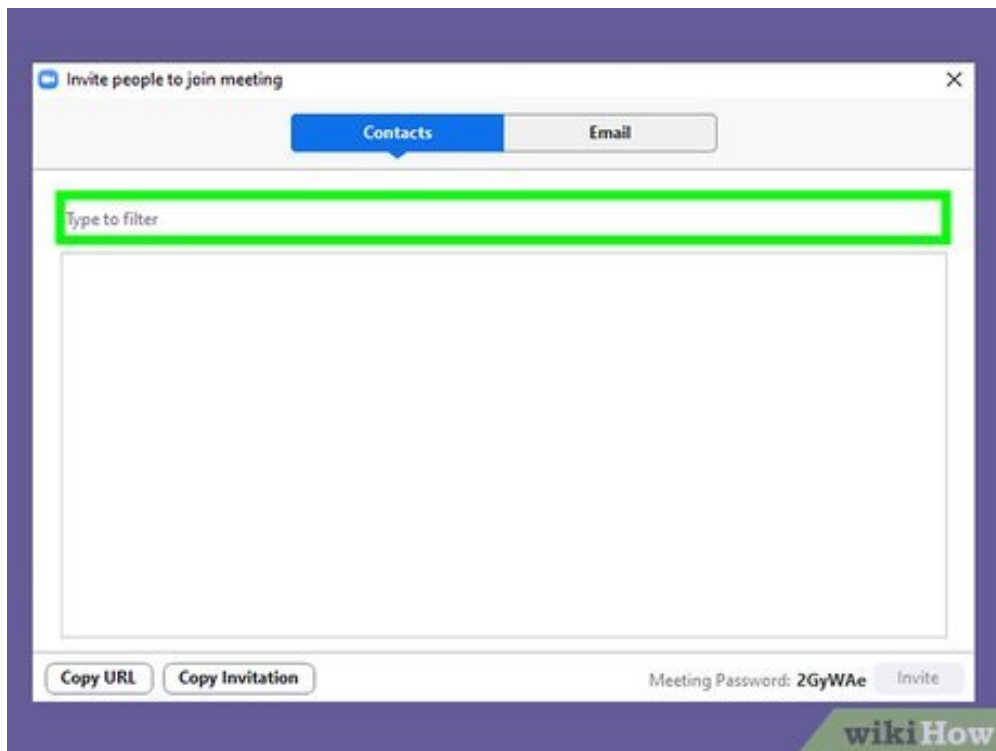 Invite people to join meeting
Contacts Email
Type to filter
Copy URL Copy Invitation Meeting Password: 2GyWAe Invite
wikiHow